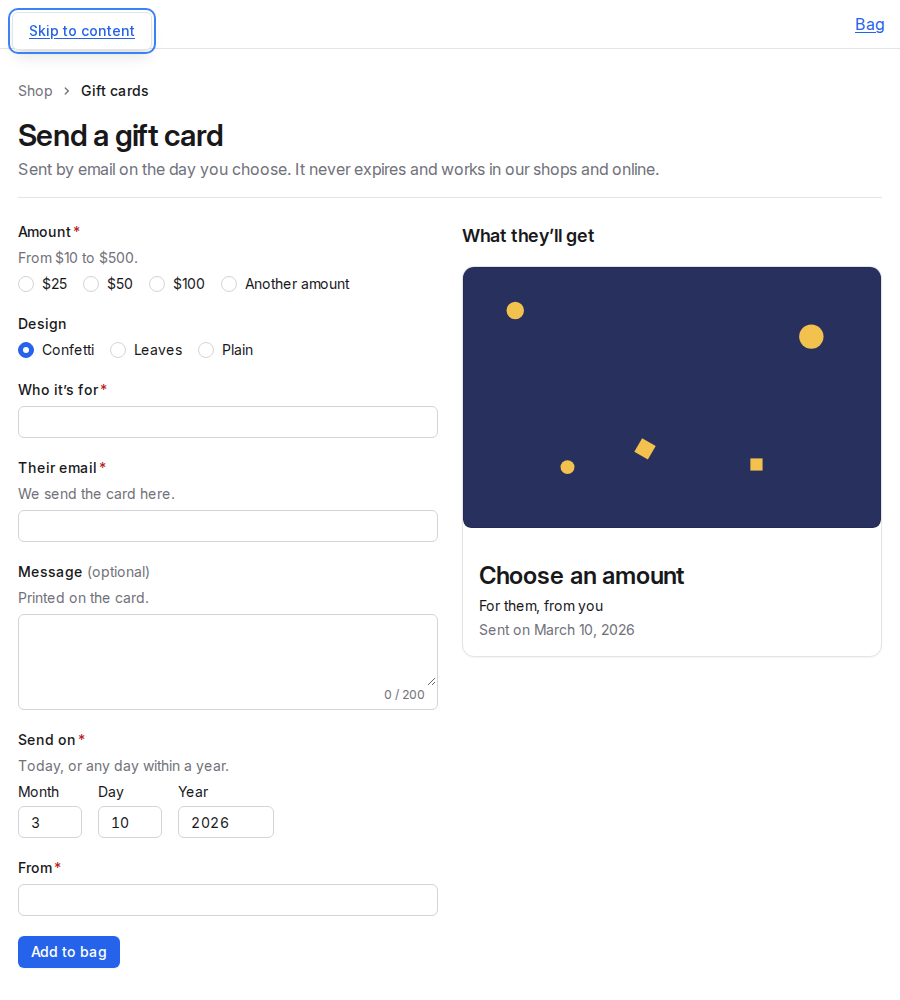 Skip to content
Bag
Shop > Gift cards
Send a gift card
Sent by email on the day you choose. It never expires and works in our shops and online.
Amount*
From $10 to $500.
$25 $50 $100 Another amount
Design
Confetti Leaves Plain
Who it’s for*
Their email*
We send the card here.
Message (optional)
Printed on the card.
0 / 200
Send on*
Today, or any day within a year.
Month Day Year
3 10 2026
From*
Add to bag
What they’ll get
Choose an amount
For them, from you
Sent on March 10, 2026